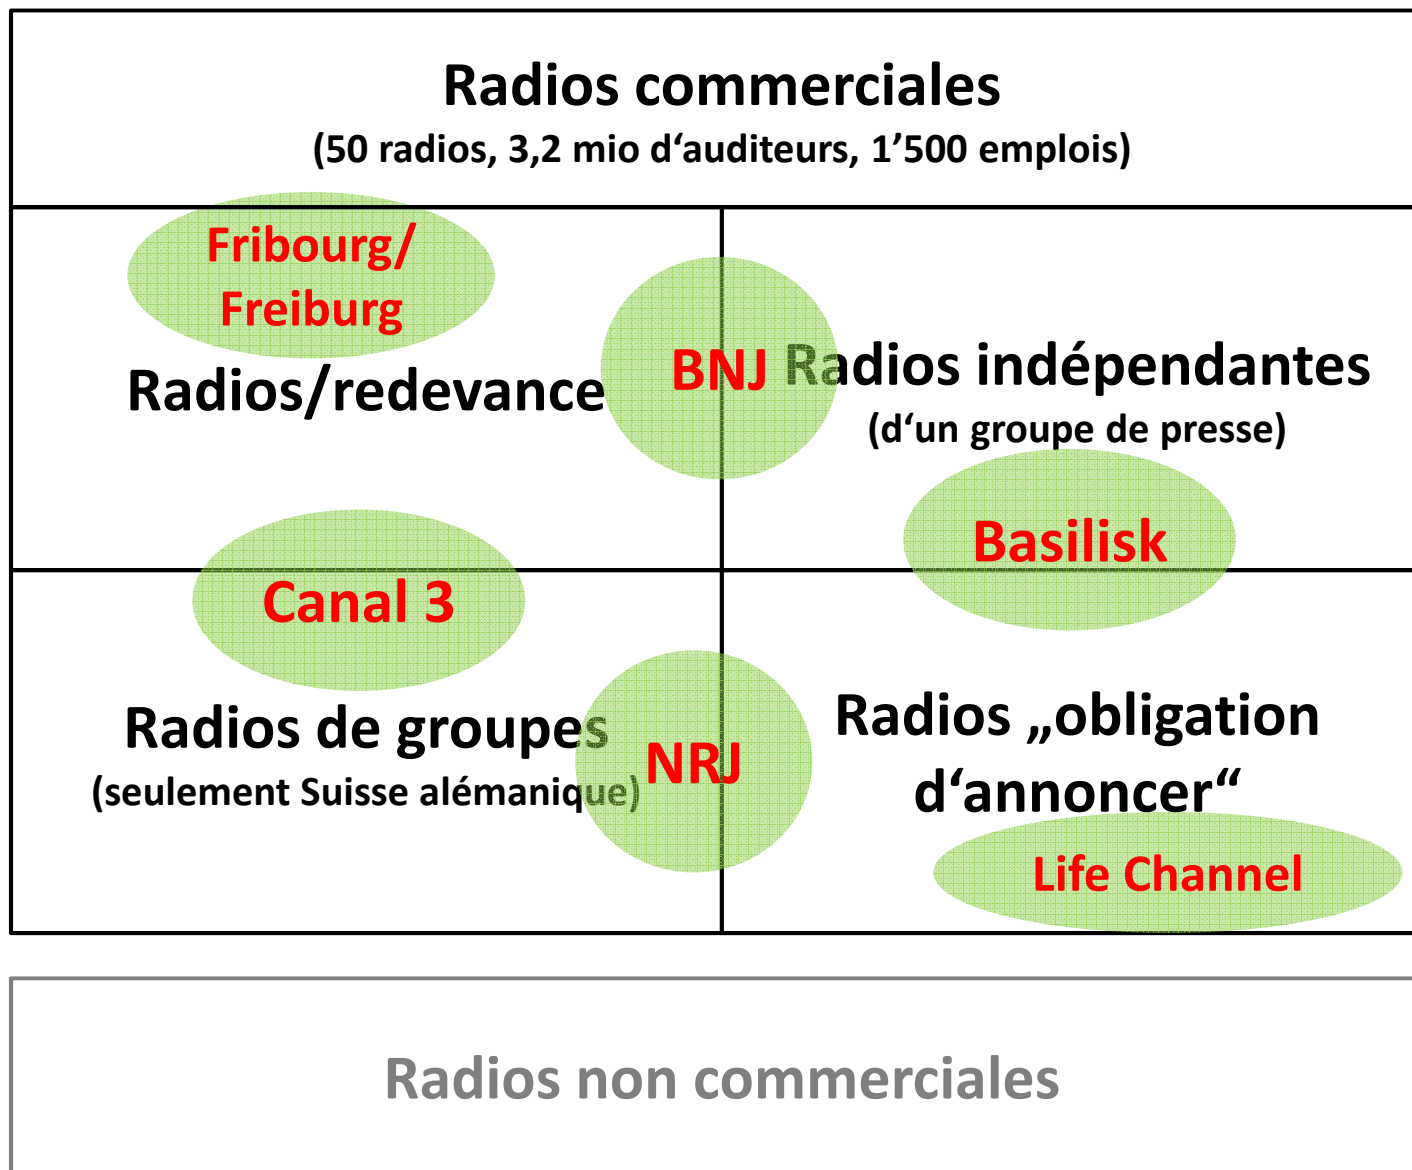 Radios commerciales
(50 radios, 3,2 mio d‘auditeurs, 1’500 emplois)
Fribourg/
Freiburg
Radios/redevance
BNJ
Radios indépendantes
(d‘un groupe de presse)
Basilisk
Canal 3
Radios de groupes
(seulement Suisse alémanique)
NRJ
Radios „obligation
d‘annoncer“
Life Channel
Radios non commerciales